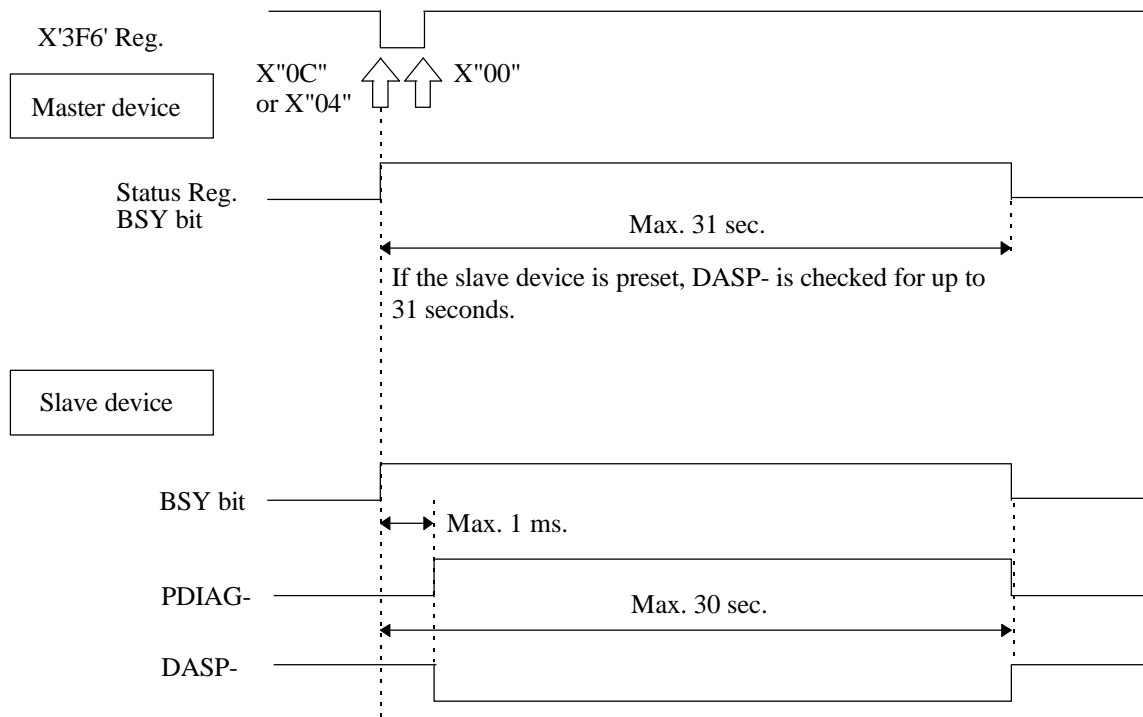 X'3F6' Reg.
X"0C"
or X"04"
X"00"
Master device
Status Reg.
BSY bit
Max. 31 sec.
If the slave device is preset, DASP- is checked for up to
31 seconds.
Slave device
BSY bit
Max. 1 ms.
PDIAG-
Max. 30 sec.
DASP-